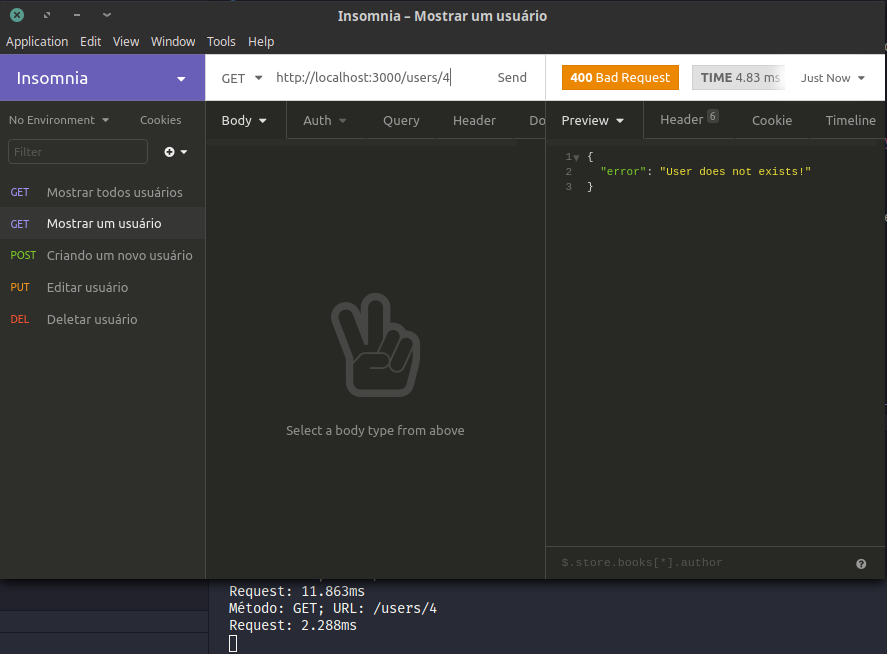 Insomnia – Mostrar um usuário
Application Edit View Window Tools Help
Insomnia
GET http://localhost:3000/users/4 Send
400 Bad Request TIME 4.83 ms Just Now
No Environment Cookies
Body Auth Query Header Do
Preview Header 6 Cookie Timeline
Filter
GET Mostrar todos usuários
GET Mostrar um usuário
POST Criando um novo usuário
PUT Editar usuário
DEL Deletar usuário
1 {
2 "error": "User does not exists!"
3 }
Select a body type from above
$.store.books[*].author
Request: 11.863ms
Método: GET; URL: /users/4
Request: 2.288ms